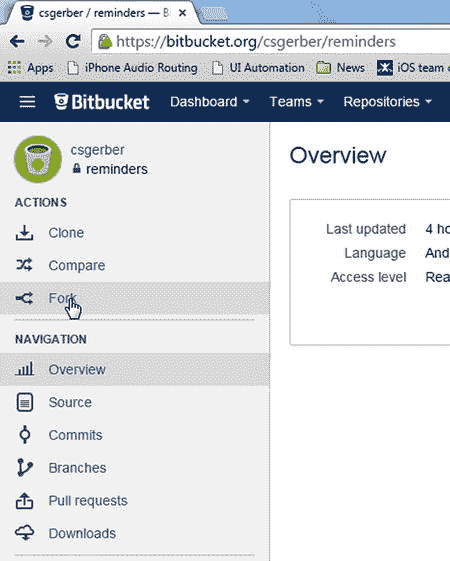 csgerber / reminders — B
https://bitbucket.org/csgerber/reminders
Apps iPhone Audio Routing UI Automation News iOS team
Bitbucket Dashboard Teams Repositories
csgerber
reminders
Overview
ACTIONS
Clone
Compare
Fork
Last updated 4 ho
Language And
Access level Rea
NAVIGATION
Overview
Source
Commits
Branches
Pull requests
Downloads